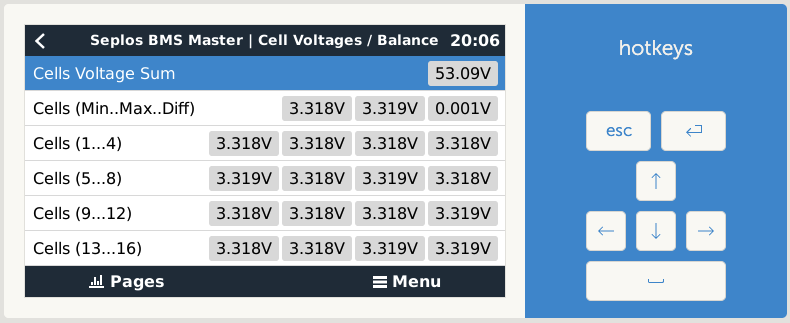 Seplos BMS Master | Cell Voltages / Balance 20:06
Cells Voltage Sum 53.09V
Cells (Min..Max..Diff) 3.318V 3.319V 0.001V
Cells (1...4) 3.318V 3.318V 3.318V 3.318V
Cells (5...8) 3.319V 3.318V 3.319V 3.318V
Cells (9...12) 3.318V 3.318V 3.318V 3.319V
Cells (13...16) 3.318V 3.318V 3.319V 3.319V
Pages Menu
hotkeys
esc